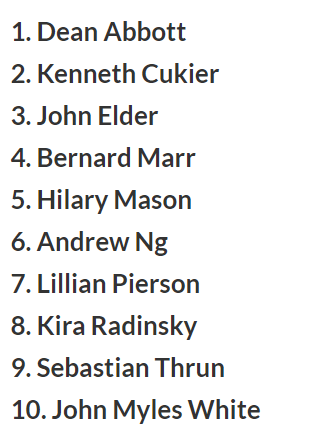 1. Dean Abbott
2. Kenneth Cukier
3. John Elder
4. Bernard Marr
5. Hilary Mason
6. Andrew Ng
7. Lillian Pierson
8. Kira Radinsky
9. Sebastian Thrun
10. John Myles White